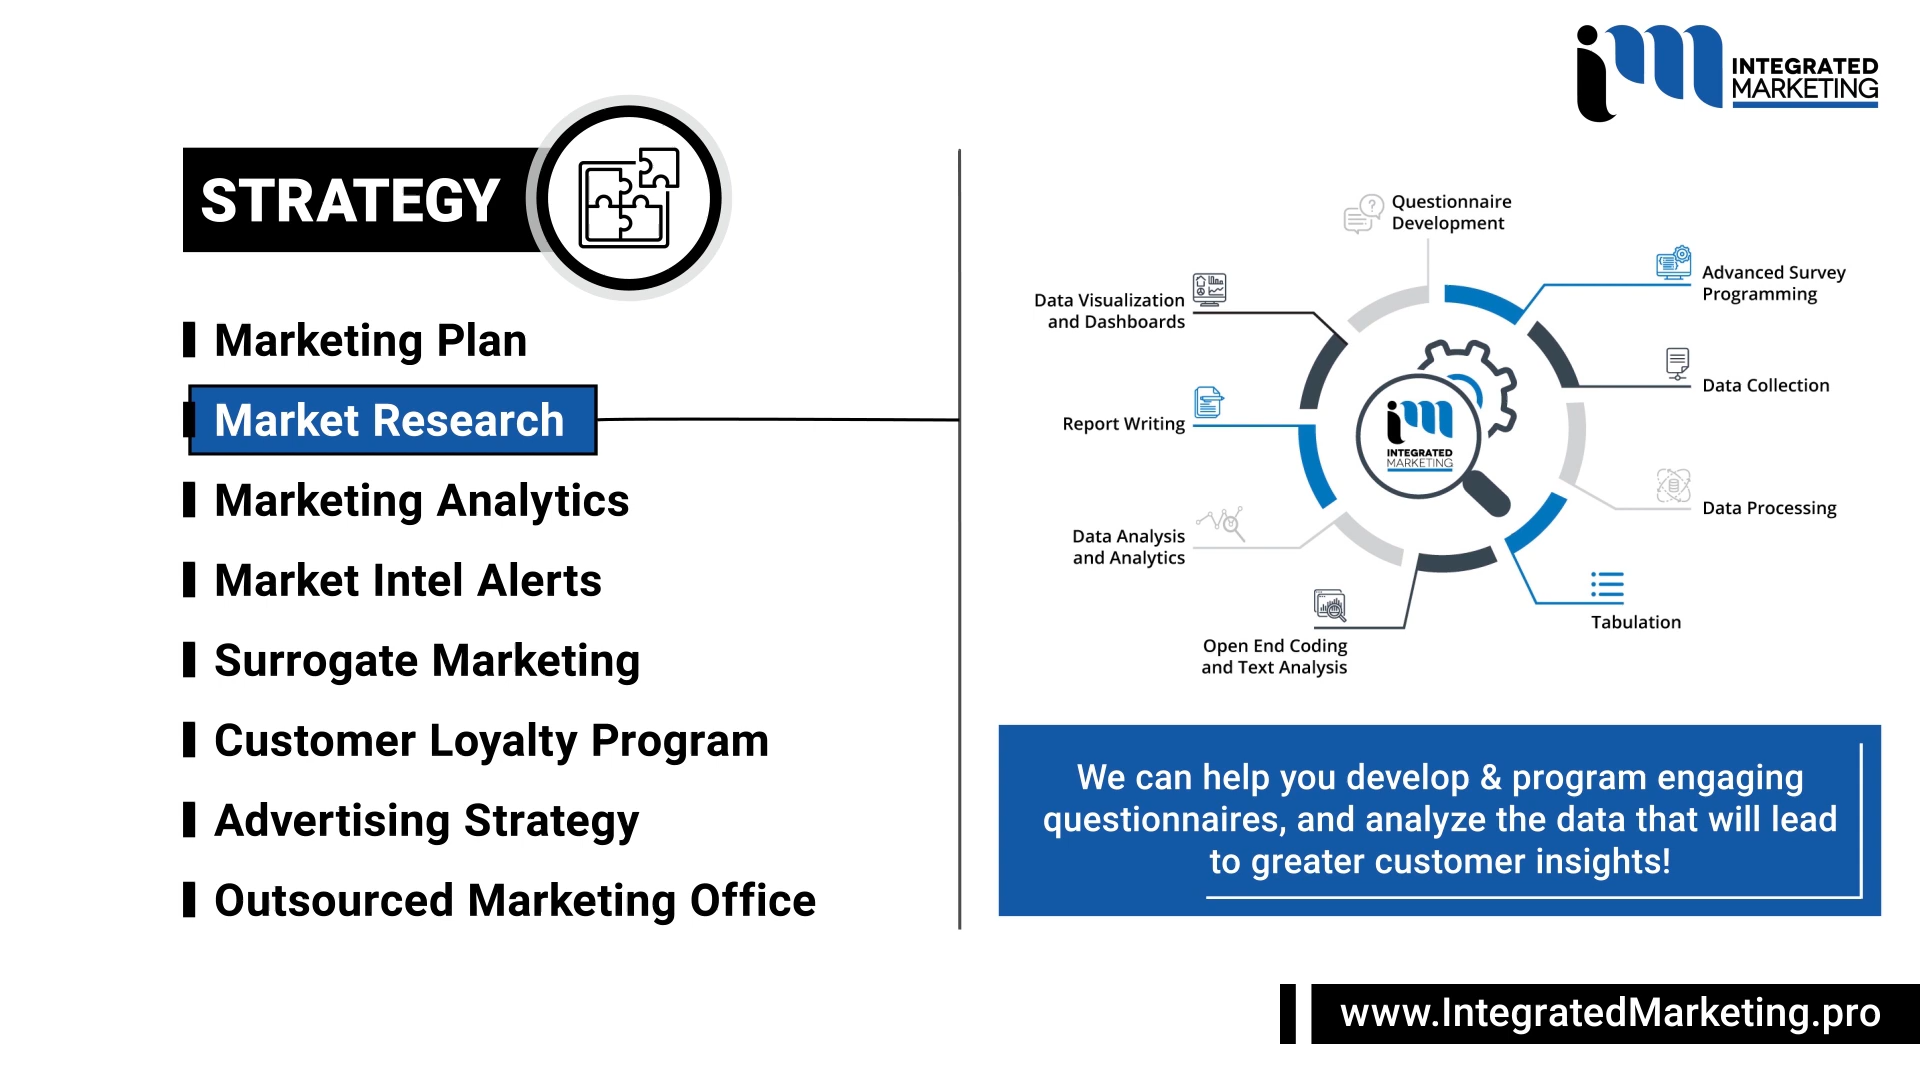 INTEGRATED
MARKETING
STRATEGY
Marketing Plan
Market Research
Marketing Analytics
Market Intel Alerts
Surrogate Marketing
Customer Loyalty Program
Advertising Strategy
Outsourced Marketing Office
Questionnaire
Development
Advanced Survey
Programming
Data Collection
Data Processing
Tabulation
Open End Coding
and Text Analysis
Data Analysis
and Analytics
Report Writing
Data Visualization
and Dashboards
im
INTEGRATED
MARKETING
We can help you develop & program engaging
questionnaires, and analyze the data that will lead
to greater customer insights!
www.IntegratedMarketing.pro